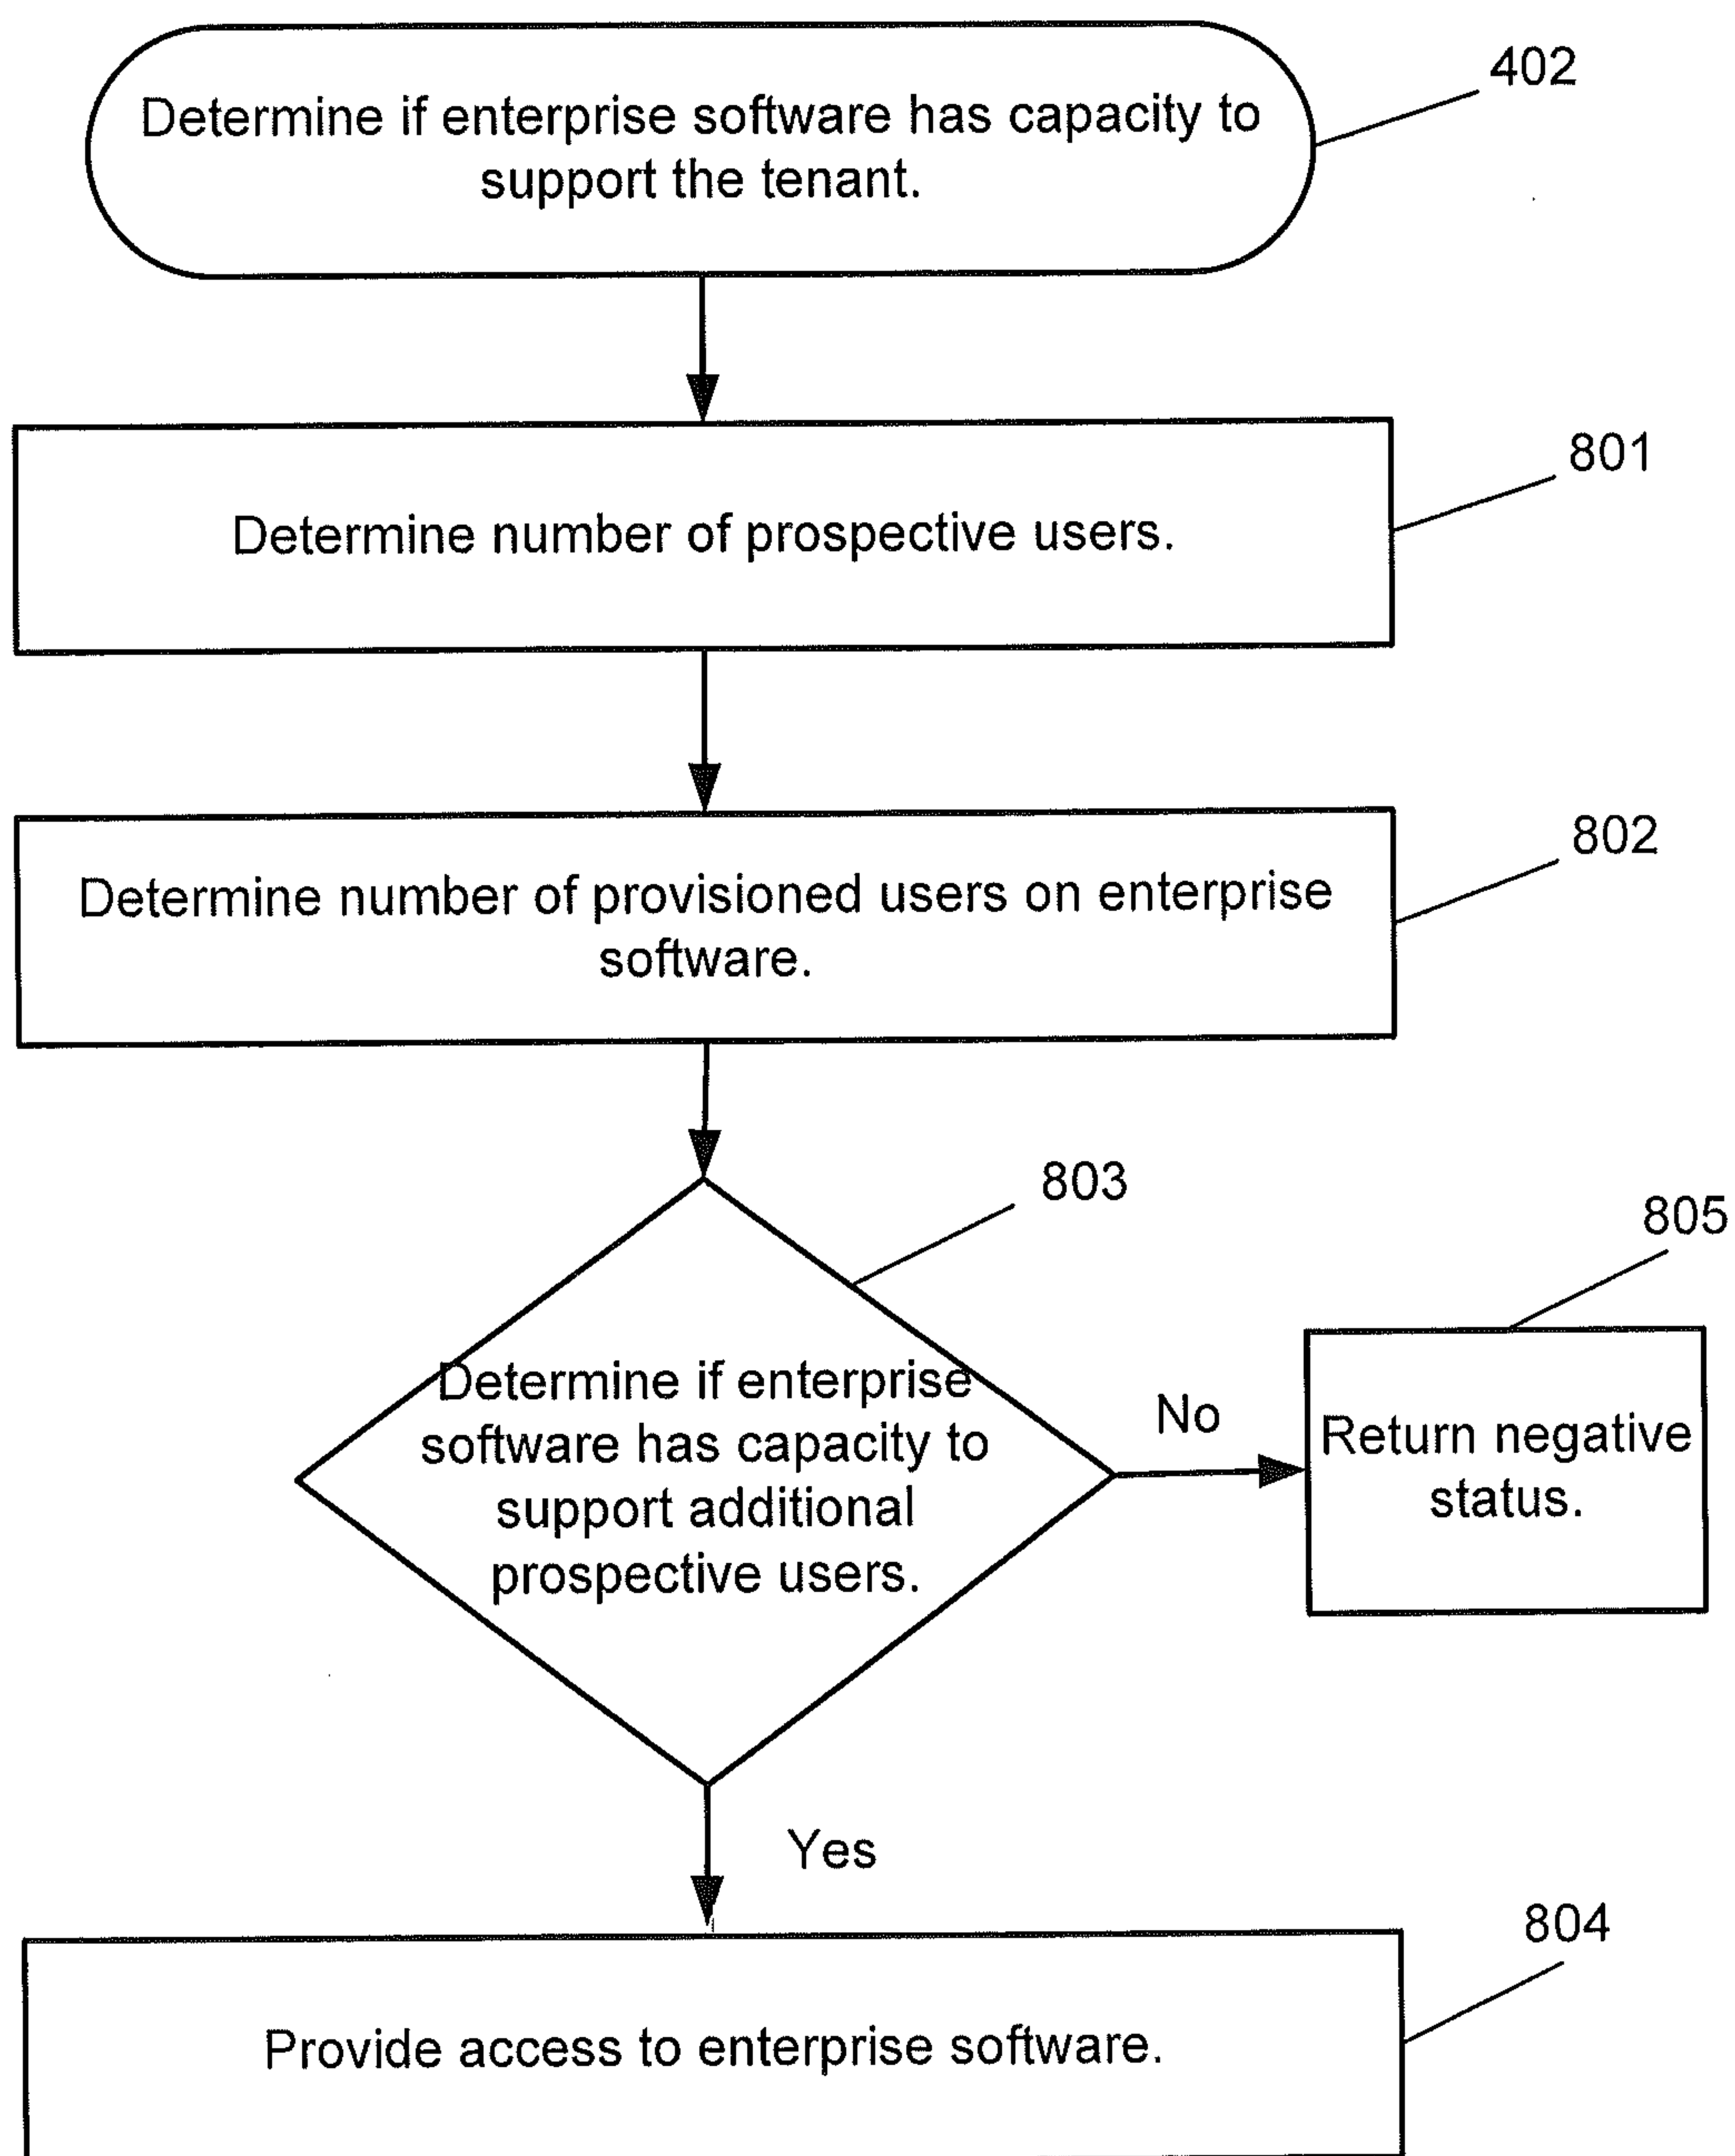 402
Determine if enterprise software has capacity to
support the tenant.
801
Determine number of prospective users.
802
Determine number of provisioned users on enterprise
software.
803
805
Determine if enterprise
software has capacity to
support additional
prospective users.
No
Return negative
status.
Yes
804
Provide access to enterprise software.